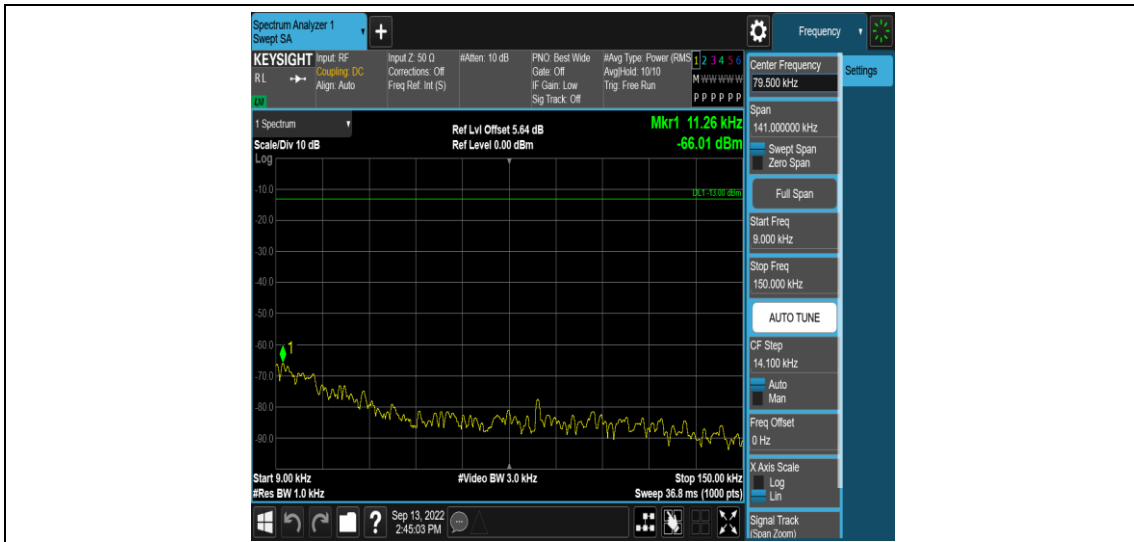 Spectrum Analyzer 1
Swept SA
+
Frequency
KEYSIGHT
RL
LM
Input: RF
Coupling: DC
Align: Auto
Input Z: 50 Ω
Corrections: Off
Freq Ref: Int (S)
#Atten: 10 dB
PNO: Best Wide
Gate: Off
IF Gain: Low
Sig Track: Off
#Avg Type: Power (RMS
Avg|Hold: 10/10
Trig: Free Run
1 2 3 4 5 6
M W W W W W
P P P P P P
1 Spectrum
Scale/Div 10 dB
Ref Lvl Offset 5.64 dB
Ref Level 0.00 dBm
Mkr1 11.26 kHz
-66.01 dBm
Log
DL1 -13.00 dBm
-10.0
-20.0
-30.0
-40.0
-50.0
-60.0
-70.0
-80.0
-90.0
1
Start 9.00 kHz
#Res BW 1.0 kHz
#Video BW 3.0 kHz
Stop 150.00 kHz
Sweep 36.8 ms (1000 pts)
Settings
Center Frequency
79.500 kHz
Span
141.000000 kHz
Swept Span
Zero Span
Full Span
Start Freq
9.000 kHz
Stop Freq
150.000 kHz
AUTO TUNE
CF Step
14.100 kHz
Auto
Man
Freq Offset
0 Hz
X Axis Scale
Log
Lin
Signal Track
(Span Zoom)
?
Sep 13, 2022
2:45:03 PM